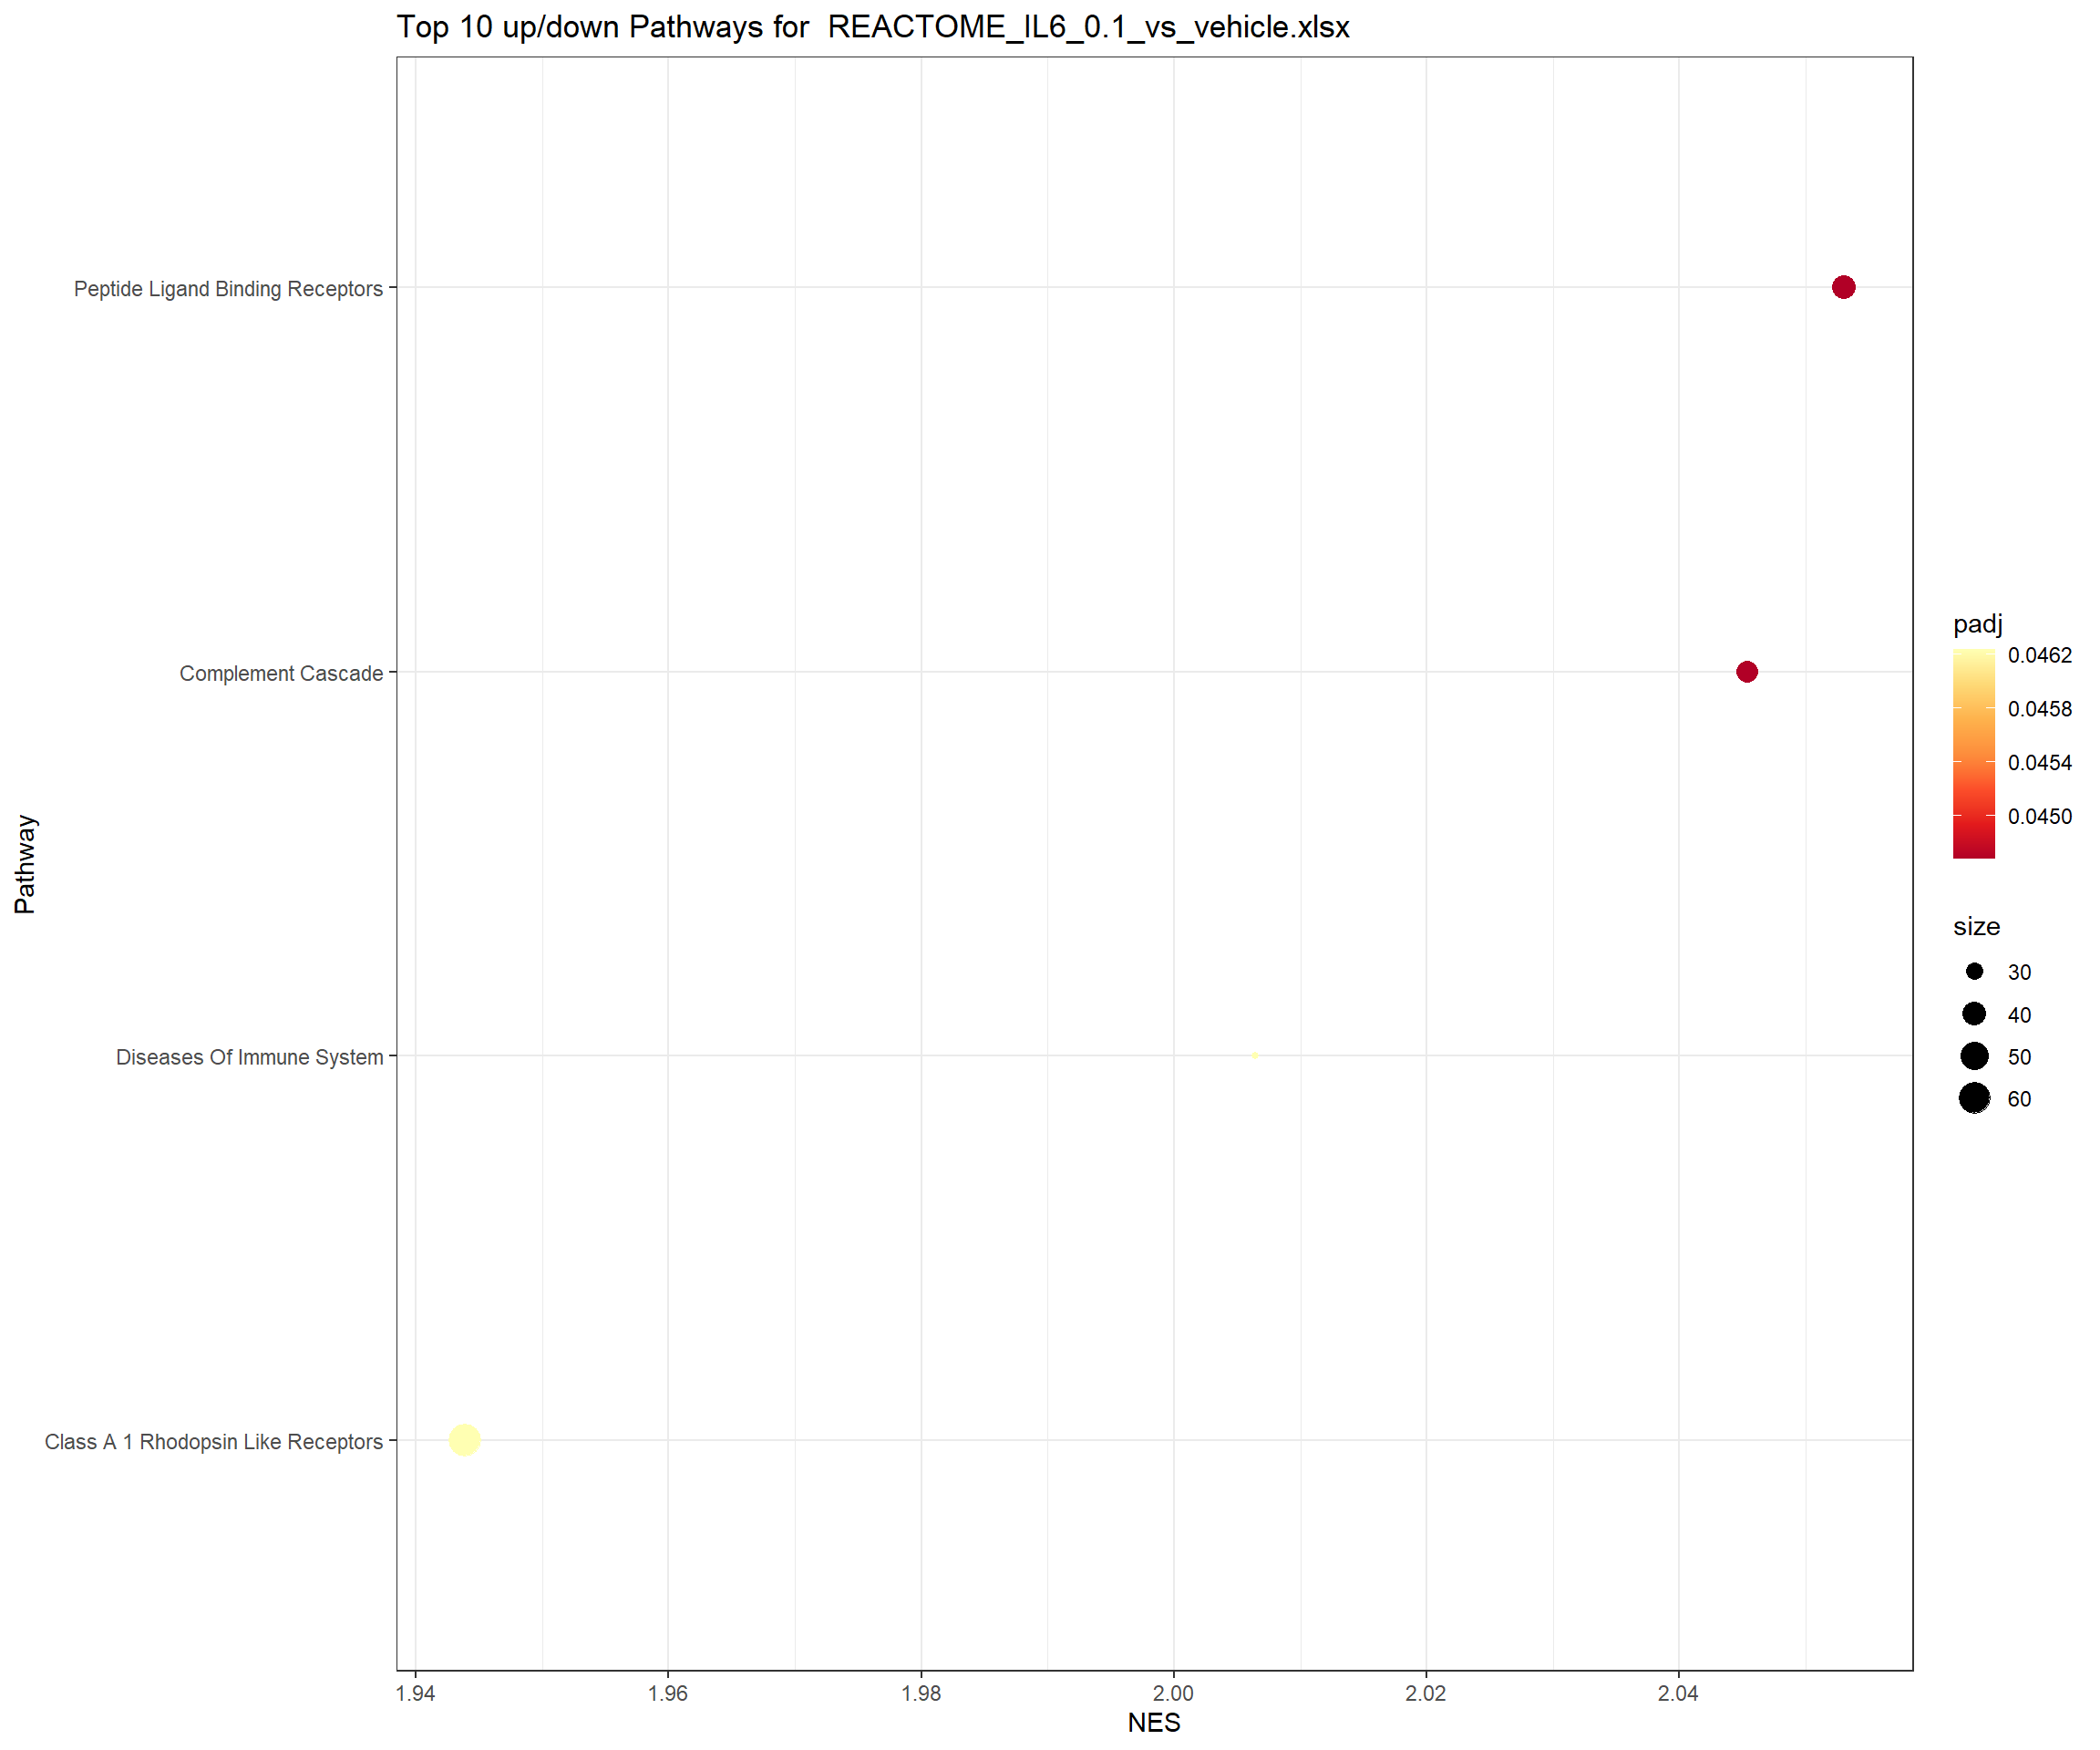 Top 10 up/down Pathways for  REACTOME_IL6_0.1_vs_vehicle.xlsx
Peptide Ligand Binding Receptors
Complement Cascade
Diseases Of Immune System
Class A 1 Rhodopsin Like Receptors
Pathway
1.94
1.96
1.98
2.00
2.02
2.04
NES
padj
0.0462
0.0458
0.0454
0.0450
size
30
40
50
60